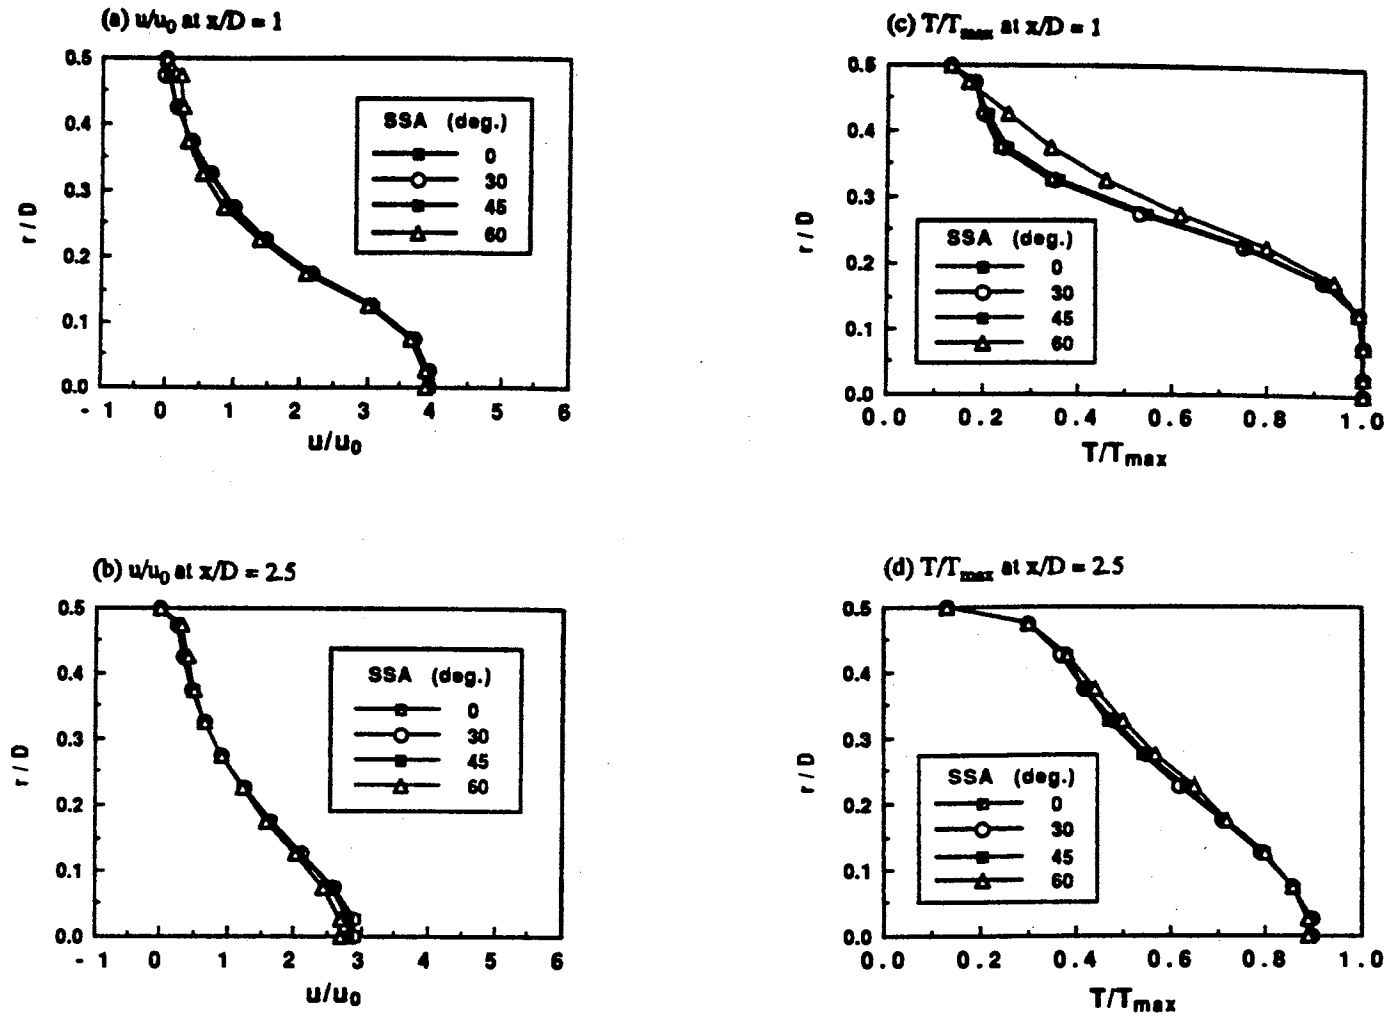 (a) u/u0 at x/D = 1
0.5
0.4
0.3
0.2
0.1
0.0
r / D
- 1 0 1 2 3 4 5 6
u/u0
SSA (deg.)
0
30
45
60
(c) T/Tmax at x/D = 1
0.5
0.4
0.3
0.2
0.1
0.0
r / D
0.0 0.2 0.4 0.6 0.8 1.0
T/Tmax
SSA (deg.)
0
30
45
60
(b) u/u0 at x/D = 2.5
0.5
0.4
0.3
0.2
0.1
0.0
r / D
- 1 0 1 2 3 4 5 6
u/u0
SSA (deg.)
0
30
45
60
(d) T/Tmax at x/D = 2.5
0.5
0.4
0.3
0.2
0.1
0.0
r / D
0.0 0.2 0.4 0.6 0.8 1.0
T/Tmax
SSA (deg.)
0
30
45
60